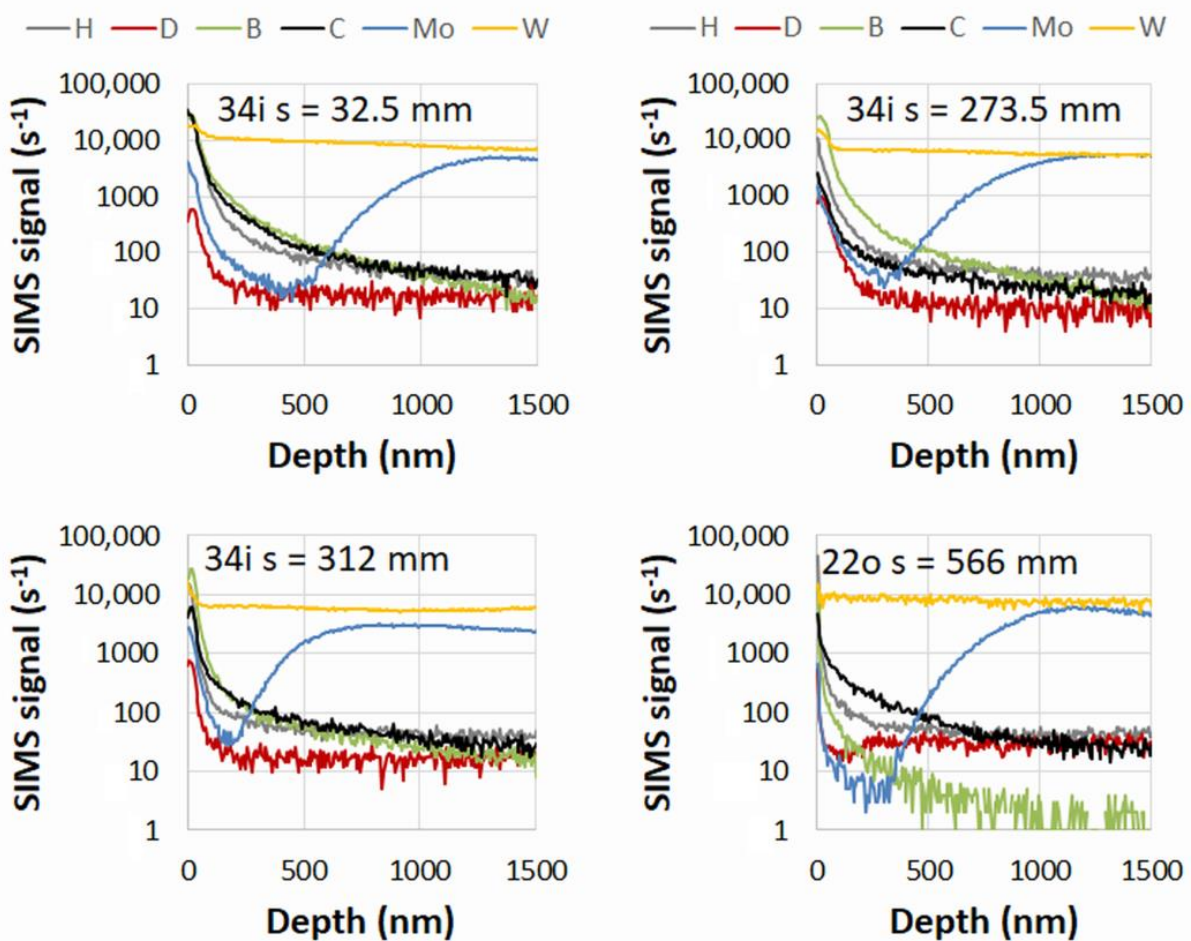 H D B C Mo W
34i s = 32.5 mm
SIMS signal (s⁻¹)
100,000
10,000
1000
100
10
1
0 500 1000 1500
Depth (nm)
H D B C Mo W
34i s = 273.5 mm
SIMS signal (s⁻¹)
100,000
10,000
1000
100
10
1
0 500 1000 1500
Depth (nm)
34i s = 312 mm
SIMS signal (s⁻¹)
100,000
10,000
1000
100
10
1
0 500 1000 1500
Depth (nm)
22o s = 566 mm
SIMS signal (s⁻¹)
100,000
10,000
1000
100
10
1
0 500 1000 1500
Depth (nm)